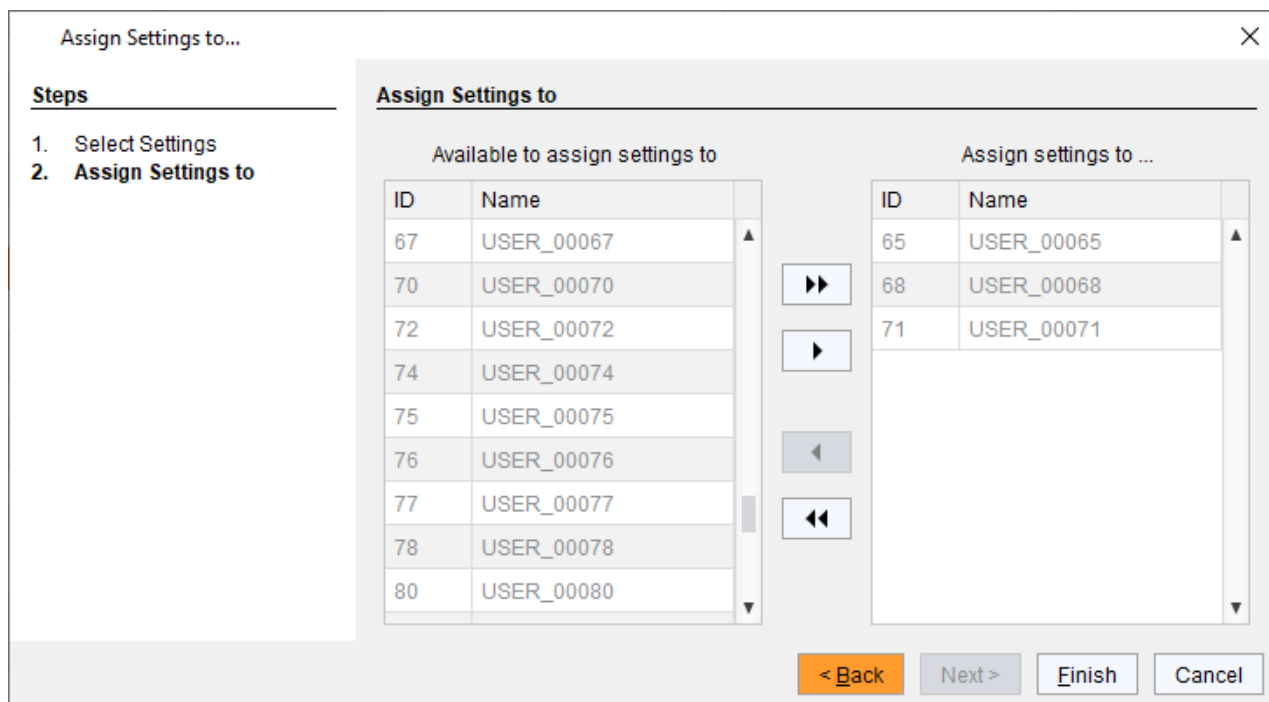 Assign Settings to...
Steps
1. Select Settings
2. Assign Settings to
Assign Settings to
Available to assign settings to
ID Name
67 USER_00067
70 USER_00070
72 USER_00072
74 USER_00074
75 USER_00075
76 USER_00076
77 USER_00077
78 USER_00078
80 USER_00080
Assign settings to ...
ID Name
65 USER_00065
68 USER_00068
71 USER_00071
< Back Next > Finish Cancel